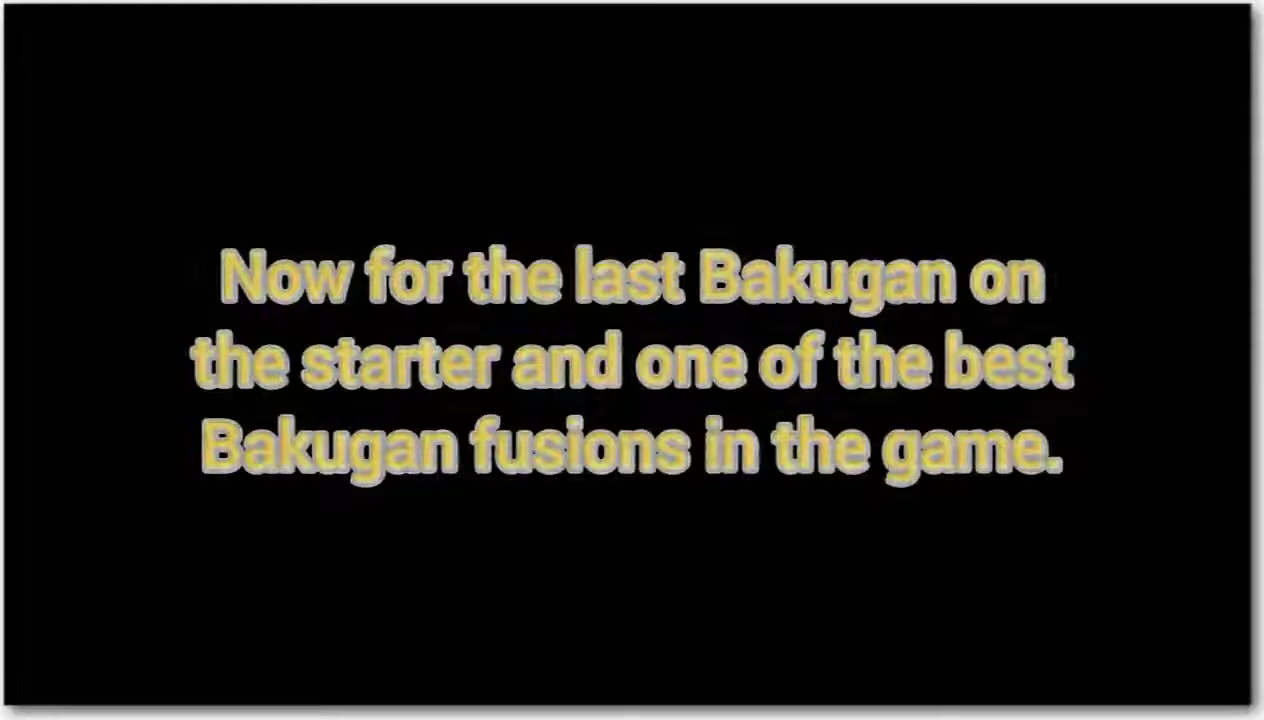 Now for the last Bakugan on
the starter and one of the best
Bakugan fusions in the game.